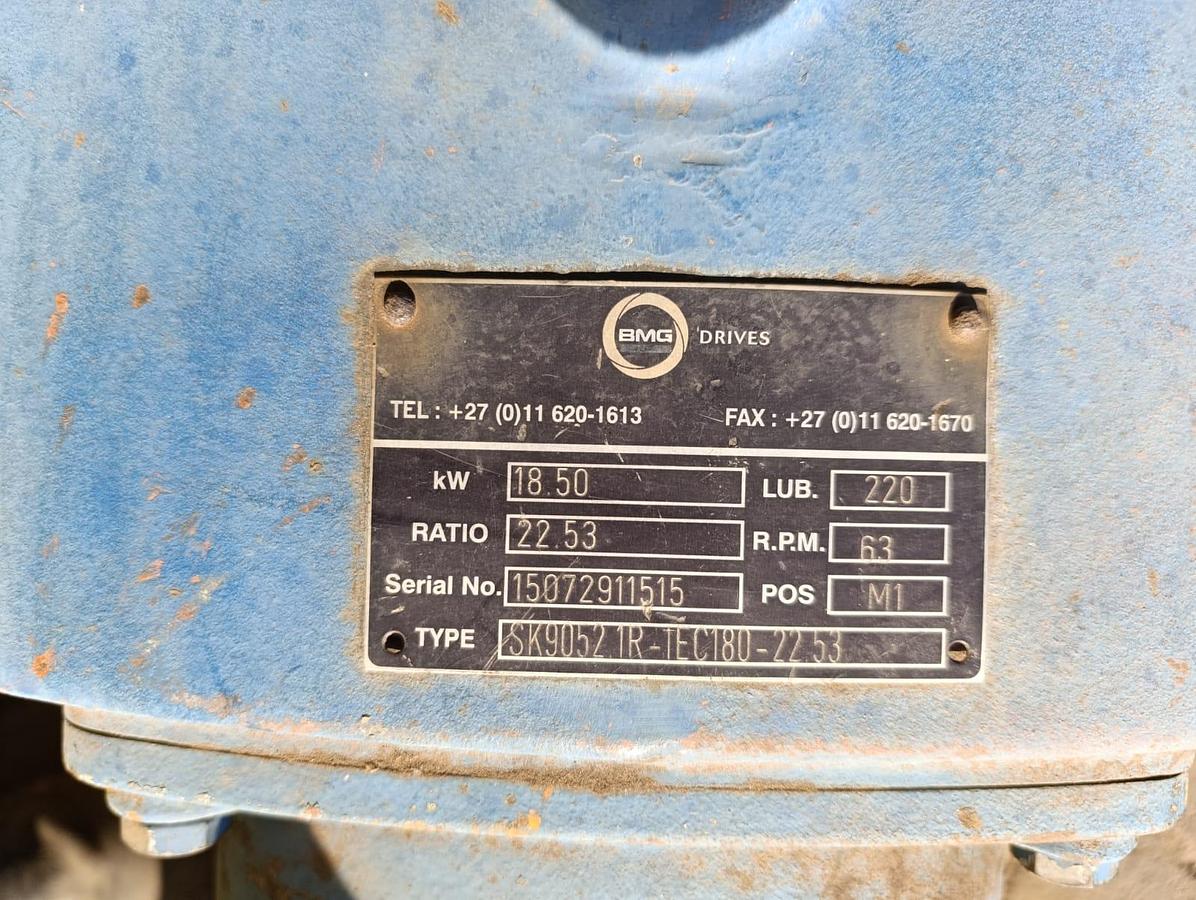 BMG DRIVES
TEL : +27 (0)11 620-1613 FAX : +27 (0)11 620-1670
kW 18.50 LUB. 220
RATIO 22.53 R.P.M. 63
Serial No. 15072911515 POS M1
TYPE SK9052.1R-IEC180-22.53